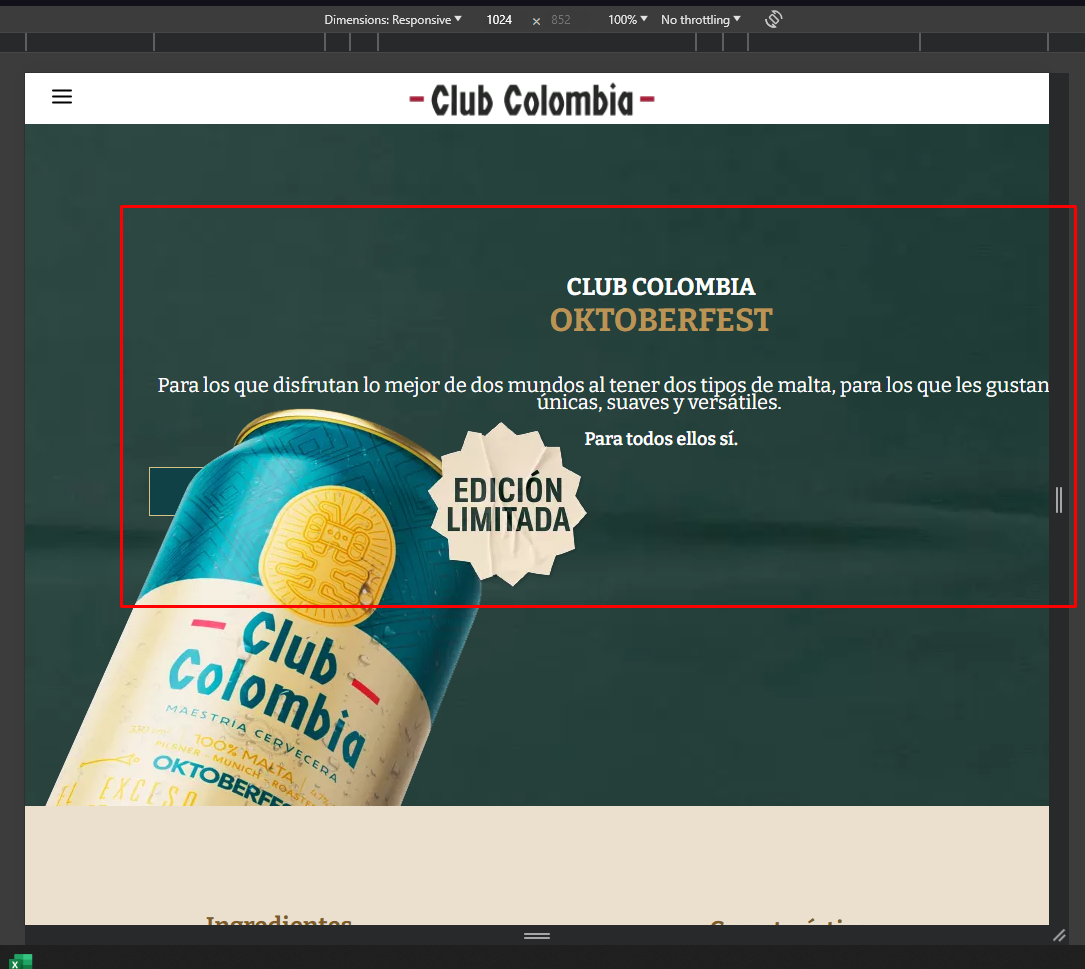 Dimensions: Responsive
1024
×
852
100%
No throttling
Club Colombia
CLUB COLOMBIA
OKTOBERFEST
Para los que disfrutan lo mejor de dos mundos al tener dos tipos de malta, para los que les gustan
únicas, suaves y versátiles.
Para todos ellos sí.
EDICIÓN
LIMITADA
Club
Colombia
MAESTRIA CERVECERA
100% MALTA
PILSNER - MUNICH - ROASTED
OKTOBERFES
EL EXCESO
Ingredientes